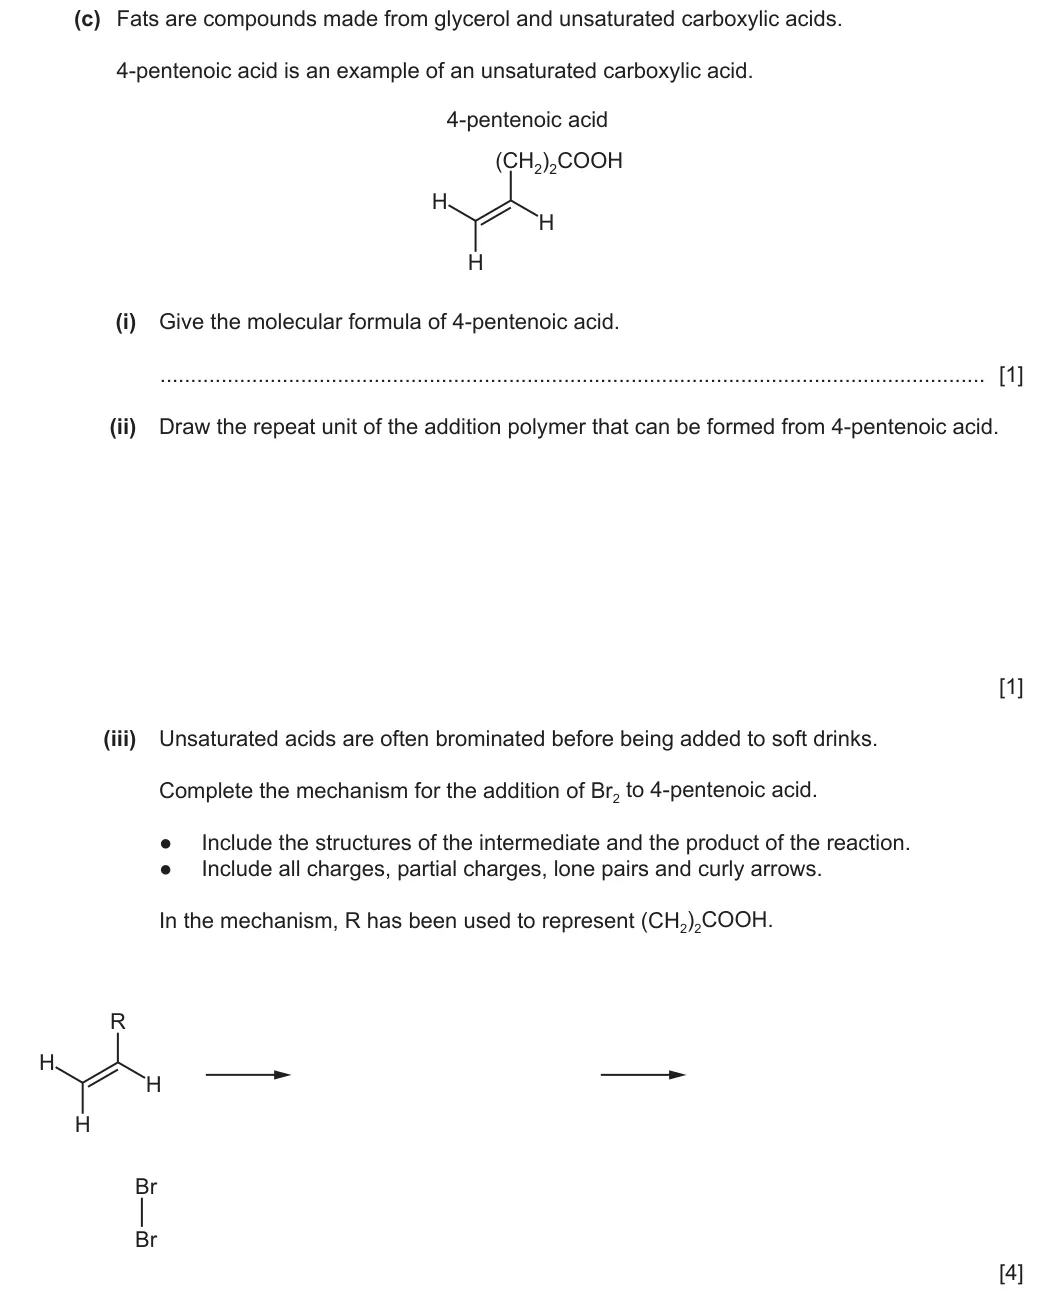 (c) Fats are compounds made from glycerol and unsaturated carboxylic acids.
4-pentenoic acid is an example of an unsaturated carboxylic acid.
4-pentenoic acid
(CH₂)₂COOH
H
H
H
(i) Give the molecular formula of 4-pentenoic acid.
.......................................................................................................................................... [1]
(ii) Draw the repeat unit of the addition polymer that can be formed from 4-pentenoic acid.
[1]
(iii) Unsaturated acids are often brominated before being added to soft drinks.
Complete the mechanism for the addition of Br₂ to 4-pentenoic acid.
● Include the structures of the intermediate and the product of the reaction.
● Include all charges, partial charges, lone pairs and curly arrows.
In the mechanism, R has been used to represent (CH₂)₂COOH.
R
H
H
H
Br
Br
[4]